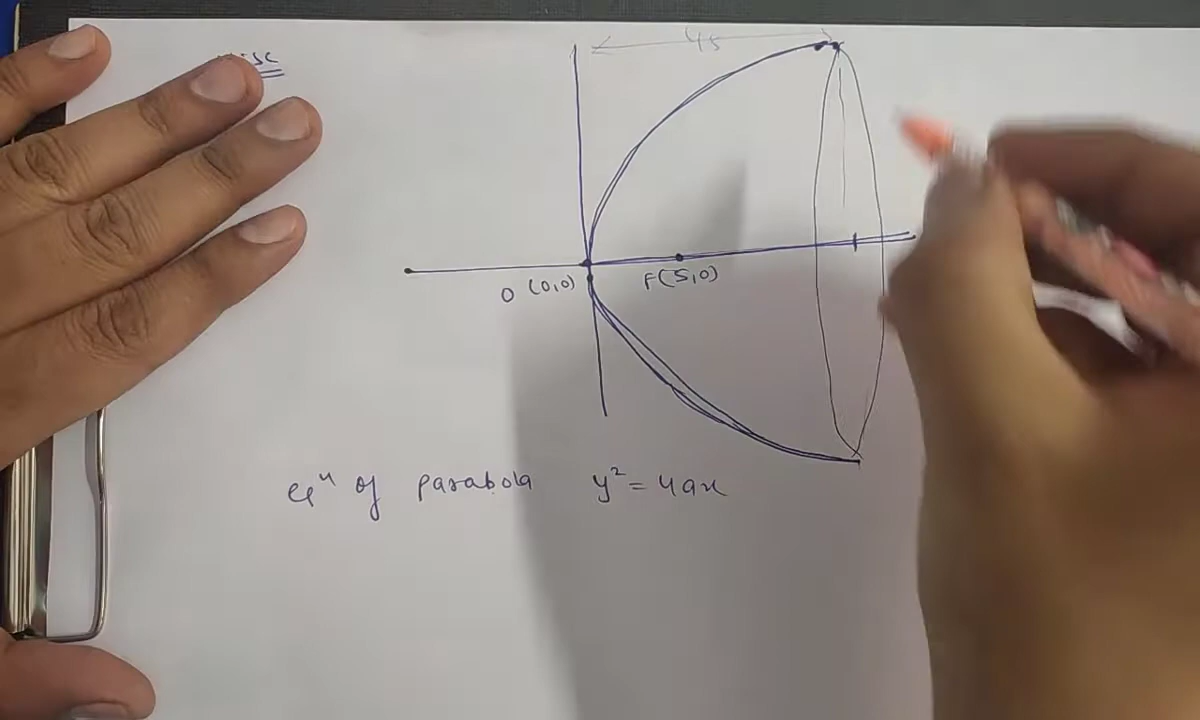 45
O (0,0)
F(5,0)
eqⁿ of parabola y² = 4ax